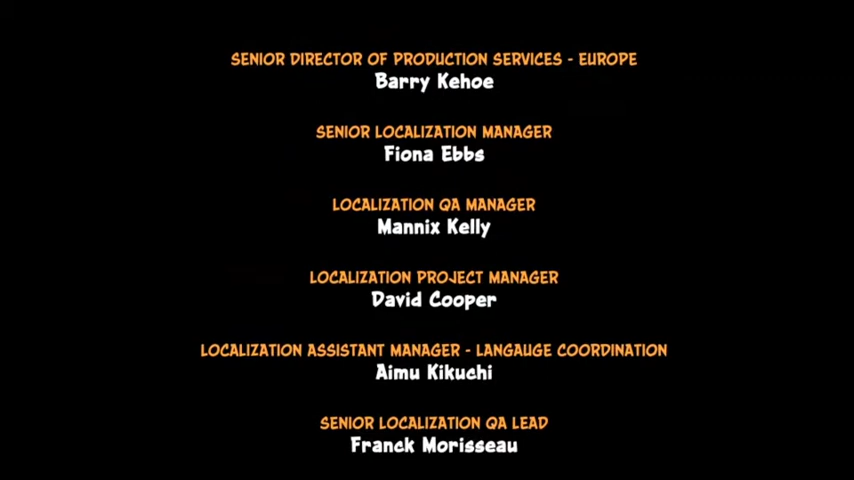 SENIOR DIRECTOR OF PRODUCTION SERVICES - EUROPE
Barry Kehoe
SENIOR LOCALIZATION MANAGER
Fiona Ebbs
LOCALIZATION QA MANAGER
Mannix Kelly
LOCALIZATION PROJECT MANAGER
David Cooper
LOCALIZATION ASSISTANT MANAGER - LANGAUGE COORDINATION
Aimu Kikuchi
SENIOR LOCALIZATION QA LEAD
Franck Morisseau